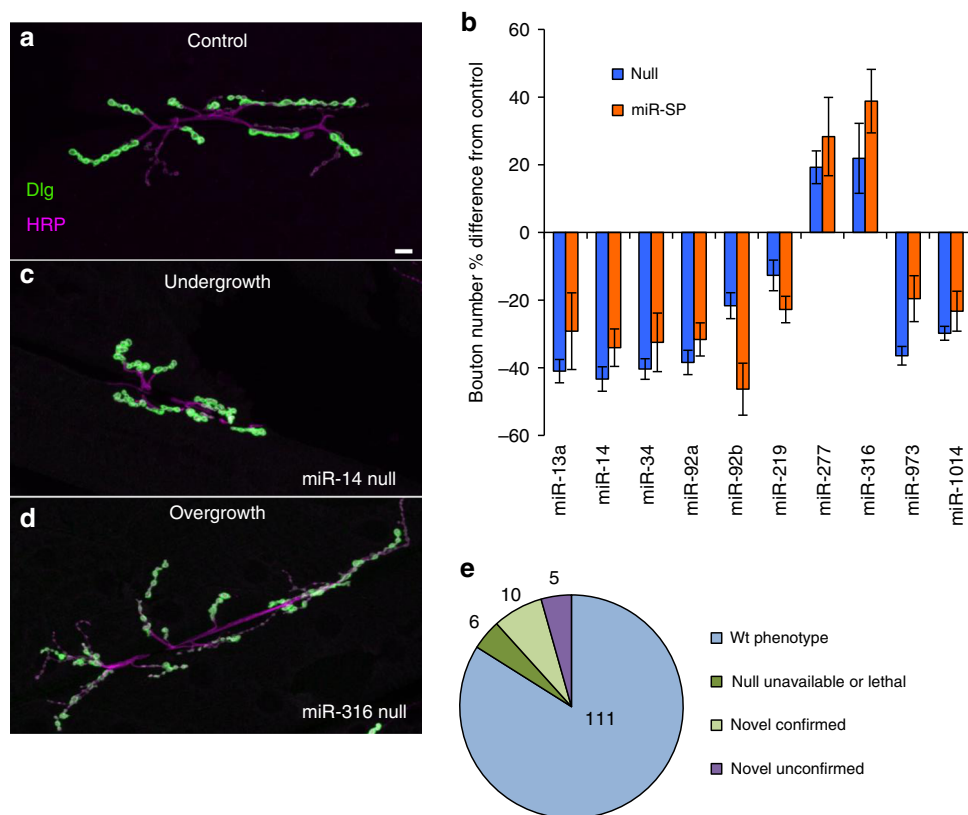 a
Control
Dlg
HRP
c
Undergrowth
miR-14 null
d
Overgrowth
miR-316 null
b
Bouton number % difference from control
60
40
20
0
–20
–40
–60
Null
miR-SP
miR-13a
miR-14
miR-34
miR-92a
miR-92b
miR-219
miR-277
miR-316
miR-973
miR-1014
e
5
10
6
111
Wt phenotype
Null unavailable or lethal
Novel confirmed
Novel unconfirmed